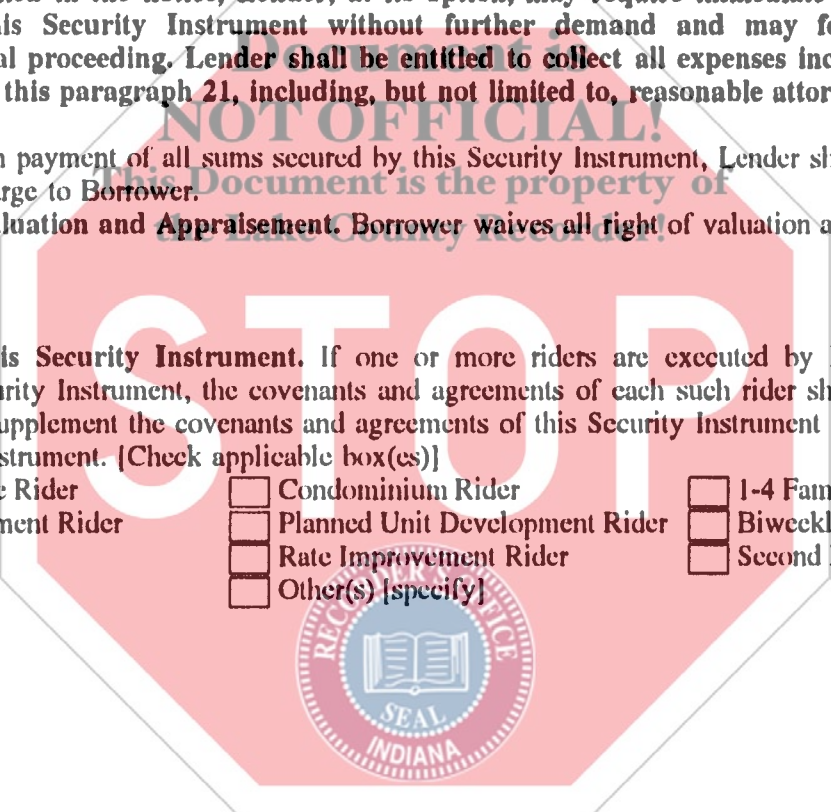 is Security Instrument without further demand and may
al proceeding. Lender shall be entitled to collect all expenses inc
this paragraph 21, including, but not limited to, reasonable attor
Document is
NOT OFFICIAL!
This Document is the property of
the Lake County Recorder!
payment of all sums secured by this Security Instrument, Lender
rge to Borrower.
luation and Appraisement. Borrower waives all right of valuation a
STOP
is Security Instrument. If one or more riders are executed by
urity Instrument, the covenants and agreements of each such rider sh
upplement the covenants and agreements of this Security Instrument
strument. [Check applicable box(es)]
e Rider Condominium Rider 1-4 Fam
ment Rider Planned Unit Development Rider Biweekl
Rate Improvement Rider Second
Other(s) [specify]
RECORDER'S OFFICE
SEAL
INDIANA